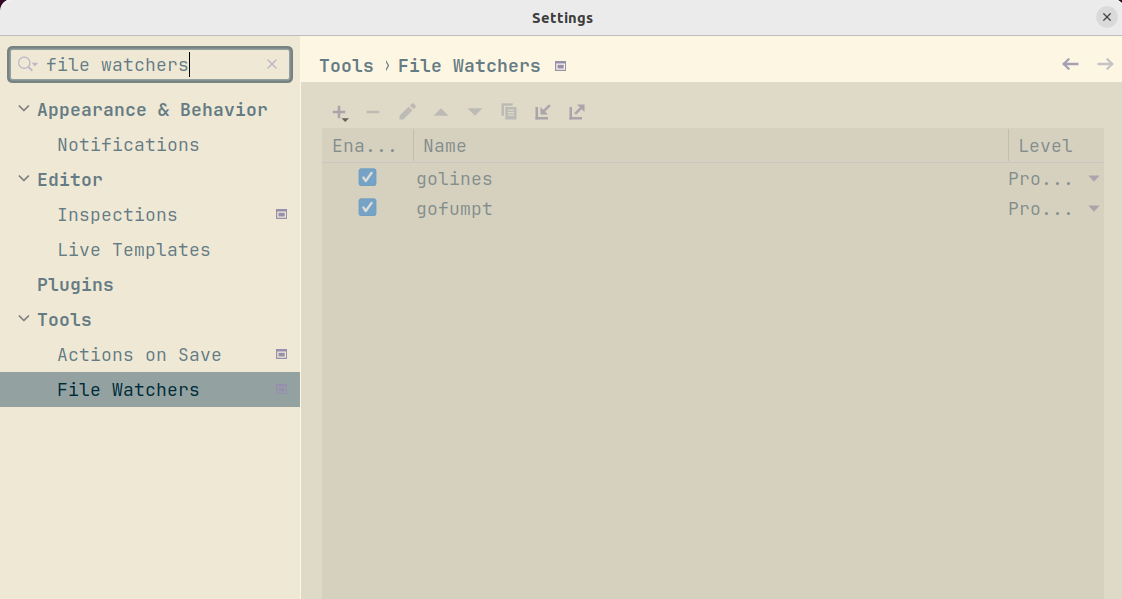 Settings
file watchers
Tools › File Watchers
Appearance & Behavior
Notifications
Editor
Inspections
Live Templates
Plugins
Tools
Actions on Save
File Watchers
Ena... Name Level
golines Pro...
gofumpt Pro...